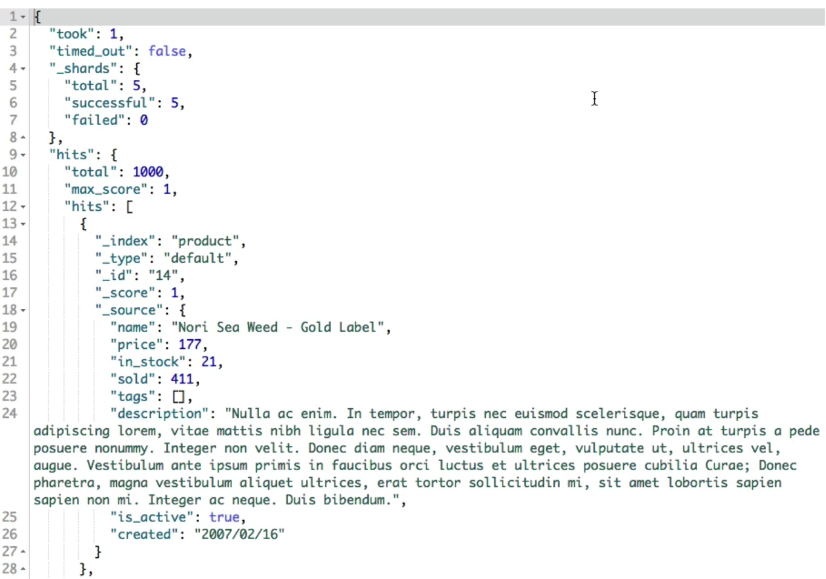 1 {
2 "took": 1,
3 "timed_out": false,
4 "_shards": {
5 "total": 5,
6 "successful": 5,
7 "failed": 0
8 },
9 "hits": {
10 "total": 1000,
11 "max_score": 1,
12 "hits": [
13 {
14 "_index": "product",
15 "_type": "default",
16 "_id": "14",
17 "_score": 1,
18 "_source": {
19 "name": "Nori Sea Weed - Gold Label",
20 "price": 177,
21 "in_stock": 21,
22 "sold": 411,
23 "tags": [],
24 "description": "Nulla ac enim. In tempor, turpis nec euismod scelerisque, quam turpis
adipiscing lorem, vitae mattis nibh ligula nec sem. Duis aliquam convallis nunc. Proin at turpis a pede
posuere nonummy. Integer non velit. Donec diam neque, vestibulum eget, vulputate ut, ultrices vel,
augue. Vestibulum ante ipsum primis in faucibus orci luctus et ultrices posuere cubilia Curae; Donec
pharetra, magna vestibulum aliquet ultrices, erat tortor sollicitudin mi, sit amet lobortis sapien
sapien non mi. Integer ac neque. Duis bibendum.",
25 "is_active": true,
26 "created": "2007/02/16"
27 }
28 },